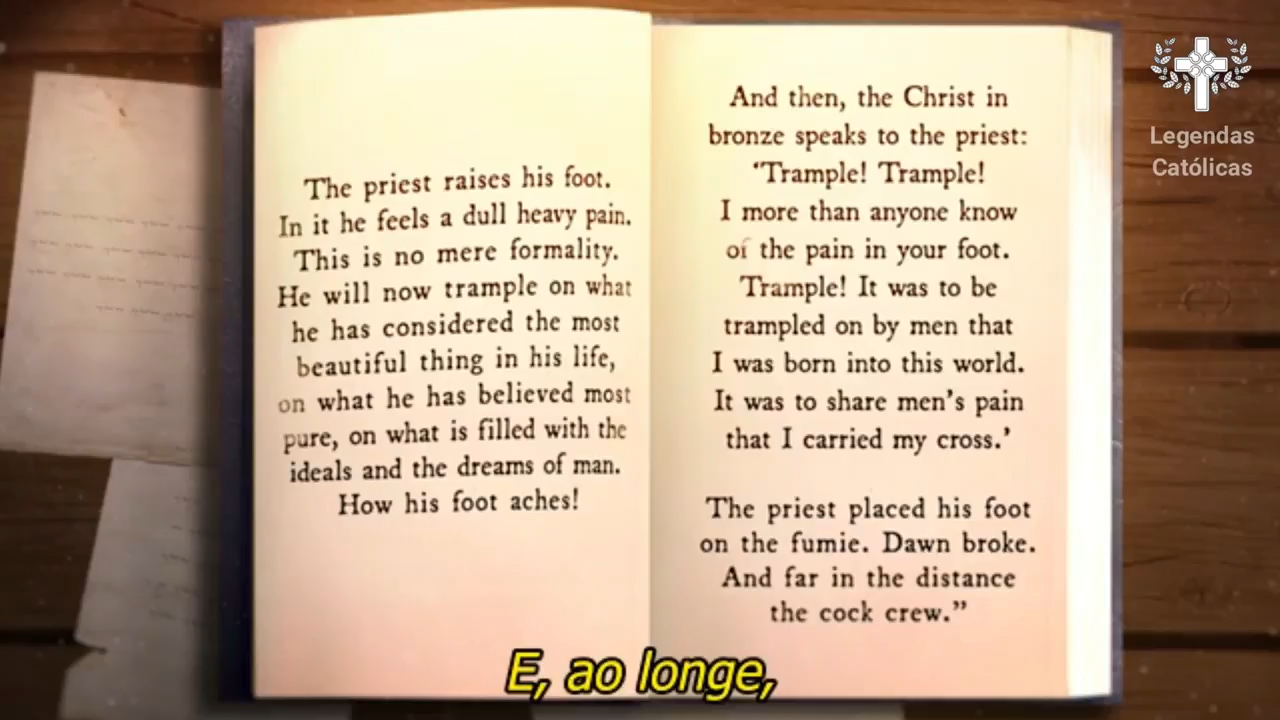 The priest raises his foot.
In it he feels a dull heavy pain.
This is no mere formality.
He will now trample on what
he has considered the most
beautiful thing in his life,
on what he has believed most
pure, on what is filled with the
ideals and the dreams of man.
How his foot aches!
And then, the Christ in
bronze speaks to the priest:
‘Trample! Trample!
I more than anyone know
of the pain in your foot.
Trample! It was to be
trampled on by men that
I was born into this world.
It was to share men’s pain
that I carried my cross.’
The priest placed his foot
on the fumie. Dawn broke.
And far in the distance
the cock crew.”
Legendas
Católicas
E, ao longe,